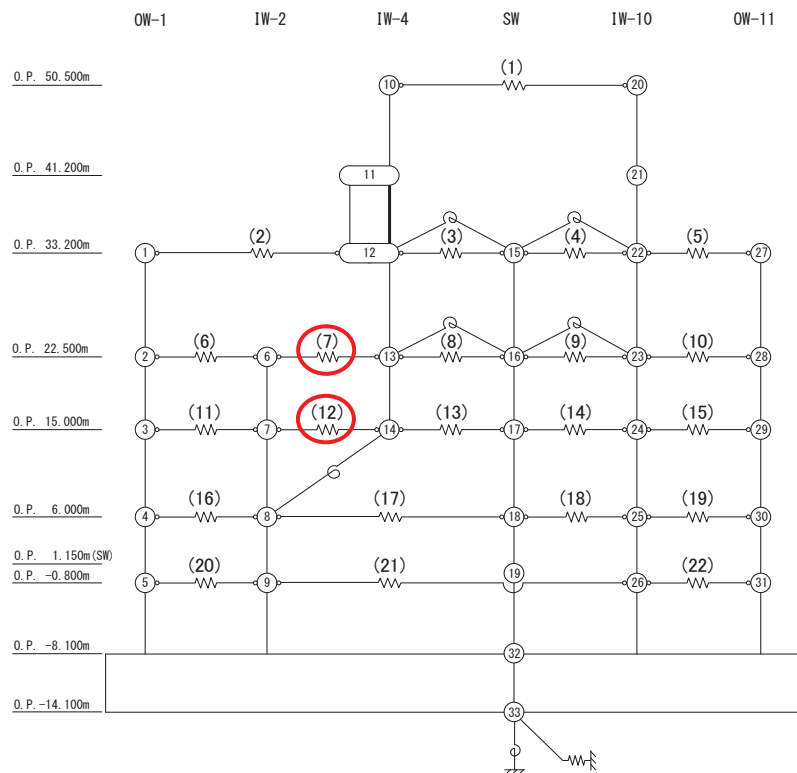 OW-1 IW-2 IW-4 SW IW-10 OW-11
(1)
O.P. 50.500m 10 20
O.P. 41.200m 11 21
(2) (3) (4) (5)
O.P. 33.200m 1 12 15 22 27
(6) (7) (8) (9) (10)
O.P. 22.500m 2 6 13 16 23 28
(11) (12) (13) (14) (15)
O.P. 15.000m 3 7 14 17 24 29
(16) (17) (18) (19)
O.P. 6.000m 4 8 18 25 30
O.P. 1.150m(SW) 19
(20) (21) (22)
O.P. -0.800m 5 9 26 31
O.P. -8.100m 32
O.P.-14.100m 33